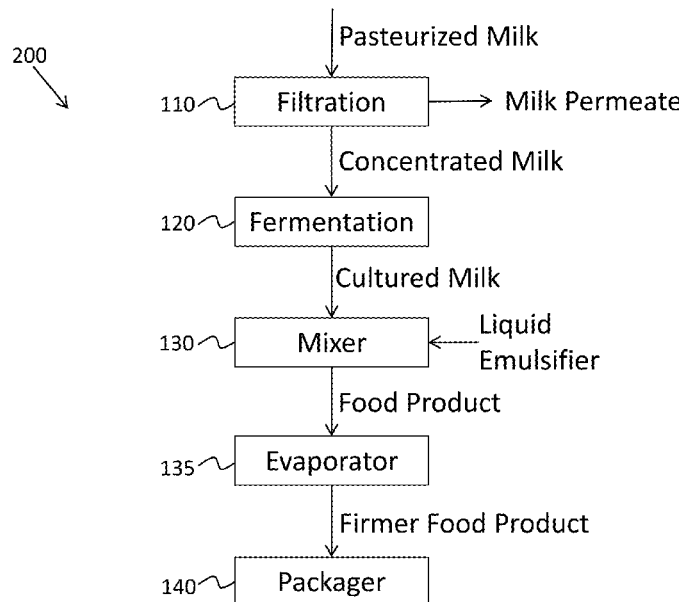 Pasteurized Milk
200
110
Filtration
Milk Permeate
Concentrated Milk
120
Fermentation
Cultured Milk
130
Mixer
Liquid
Emulsifier
Food Product
135
Evaporator
Firmer Food Product
140
Packager